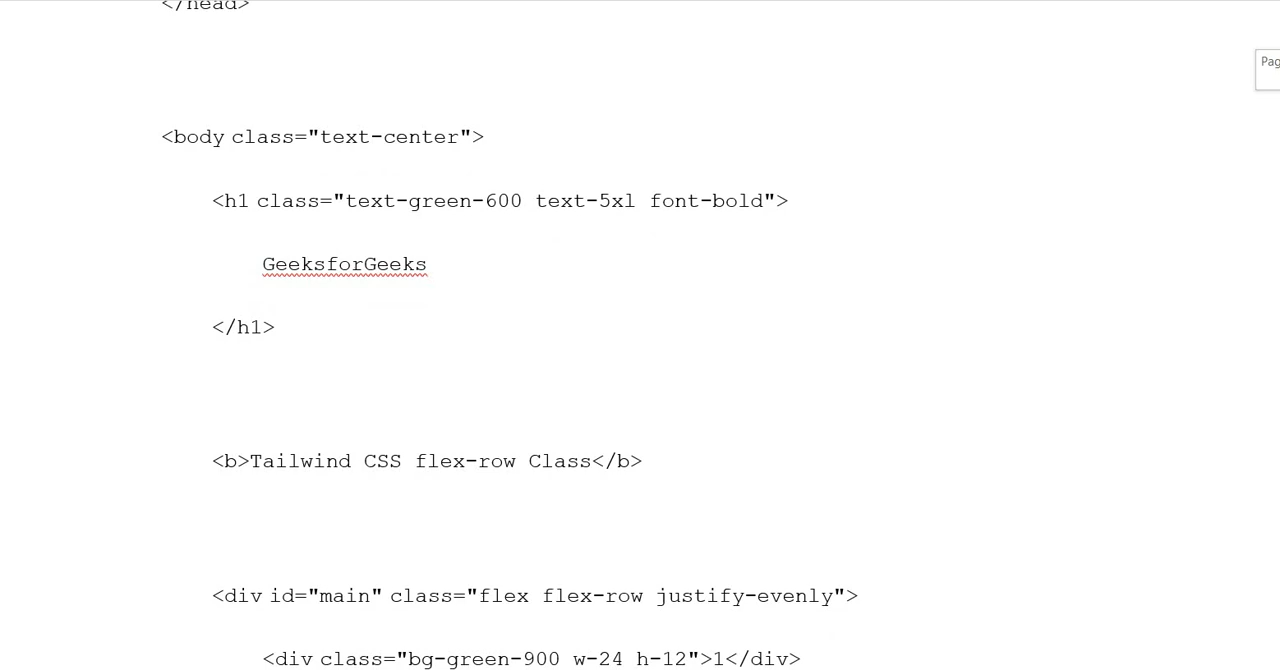 </head>
Pag
<body class="text-center">
<h1 class="text-green-600 text-5xl font-bold">
GeeksforGeeks
</h1>
<b>Tailwind CSS flex-row Class</b>
<div id="main" class="flex flex-row justify-evenly">
<div class="bg-green-900 w-24 h-12">1</div>